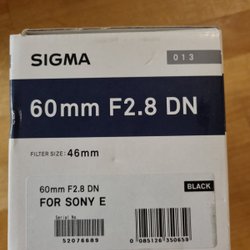 SIGMA
013
60mm F2.8 DN
FILTER SIZE: 46mm
60mm F2.8 DN
BLACK
FOR SONY E
Serial No.
52076689
0 085126 350659